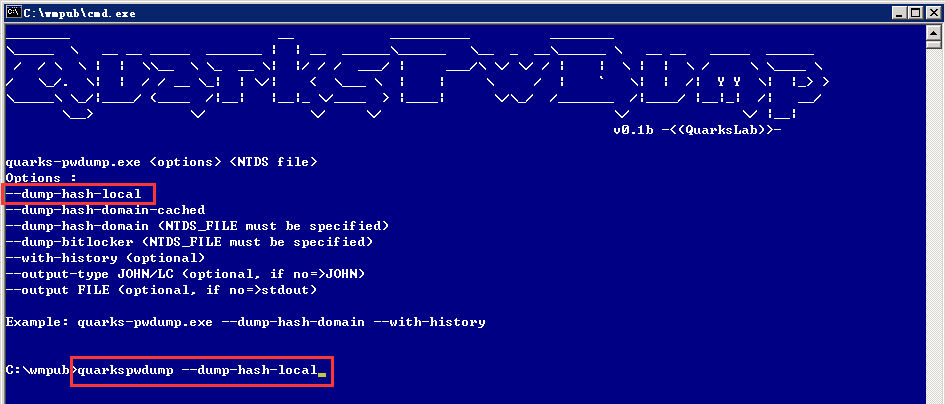 C:\wmpub\cmd.exe
QuarksPwDump
v0.1b -<(QuarksLab)>-
quarks-pwdump.exe <options> <NTDS file>
Options :
--dump-hash-local
--dump-hash-domain-cached
--dump-hash-domain (NTDS_FILE must be specified)
--dump-bitlocker (NTDS_FILE must be specified)
--with-history (optional)
--output-type JOHN/LC (optional, if no=>JOHN)
--output FILE (optional, if no=>stdout)
Example: quarks-pwdump.exe --dump-hash-domain --with-history
C:\wmpub>quarkspwdump --dump-hash-local_